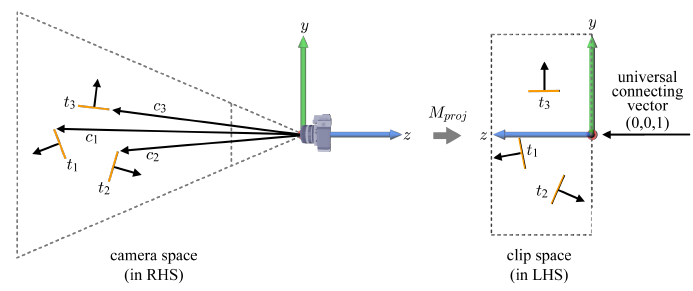 y
t₃
c₃
c₁
c₂
t₁
t₂
z
camera space
(in RHS)
M_proj
y
t₃
z
t₁
t₂
universal
connecting
vector
(0,0,1)
clip space
(in LHS)